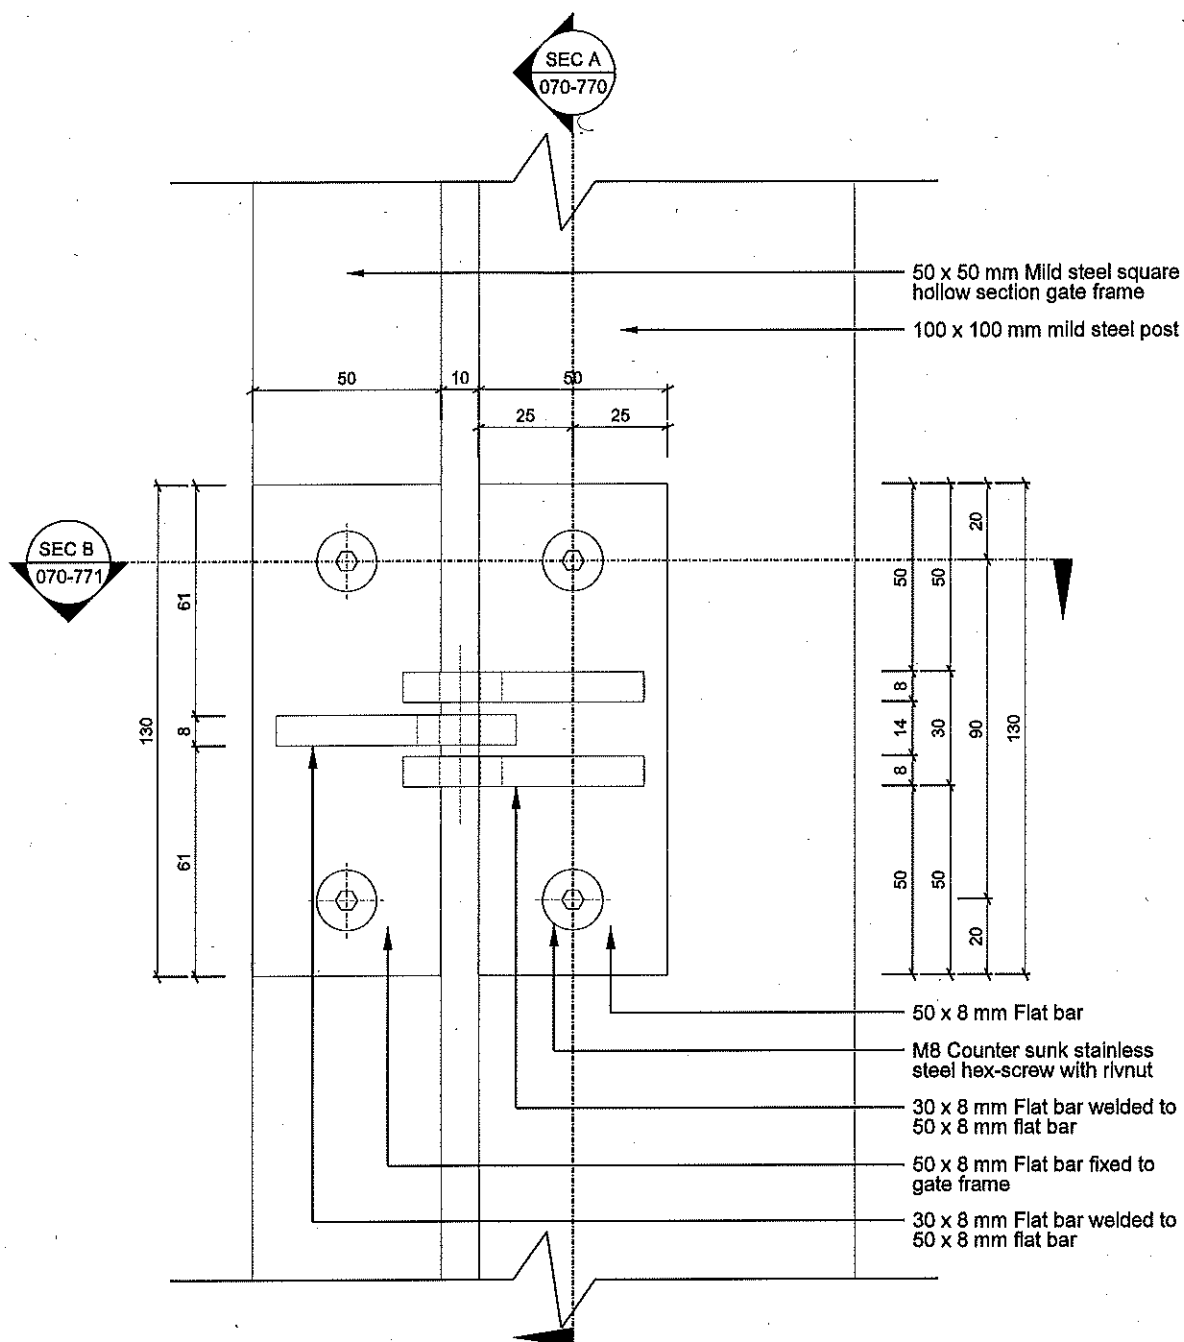 SEC A
070-770
50 x 50 mm Mild steel square
hollow section gate frame
100 x 100 mm mild steel post
50
10
50
25
25
SEC B
070-771
130
61
8
61
50
8
14
8
50
50
30
50
20
90
20
130
50 x 8 mm Flat bar
M8 Counter sunk stainless
steel hex-screw with rivnut
30 x 8 mm Flat bar welded to
50 x 8 mm flat bar
50 x 8 mm Flat bar fixed to
gate frame
30 x 8 mm Flat bar welded to
50 x 8 mm flat bar